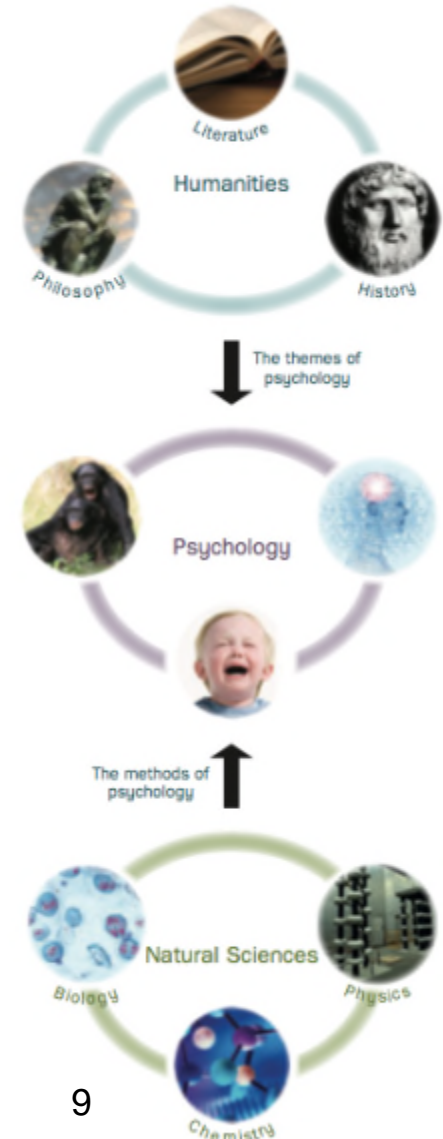 Literature
Humanities
Philosophy
History
The themes of
psychology
Psychology
The methods of
psychology
Natural Sciences
Biology
Physics
Chemistry
9